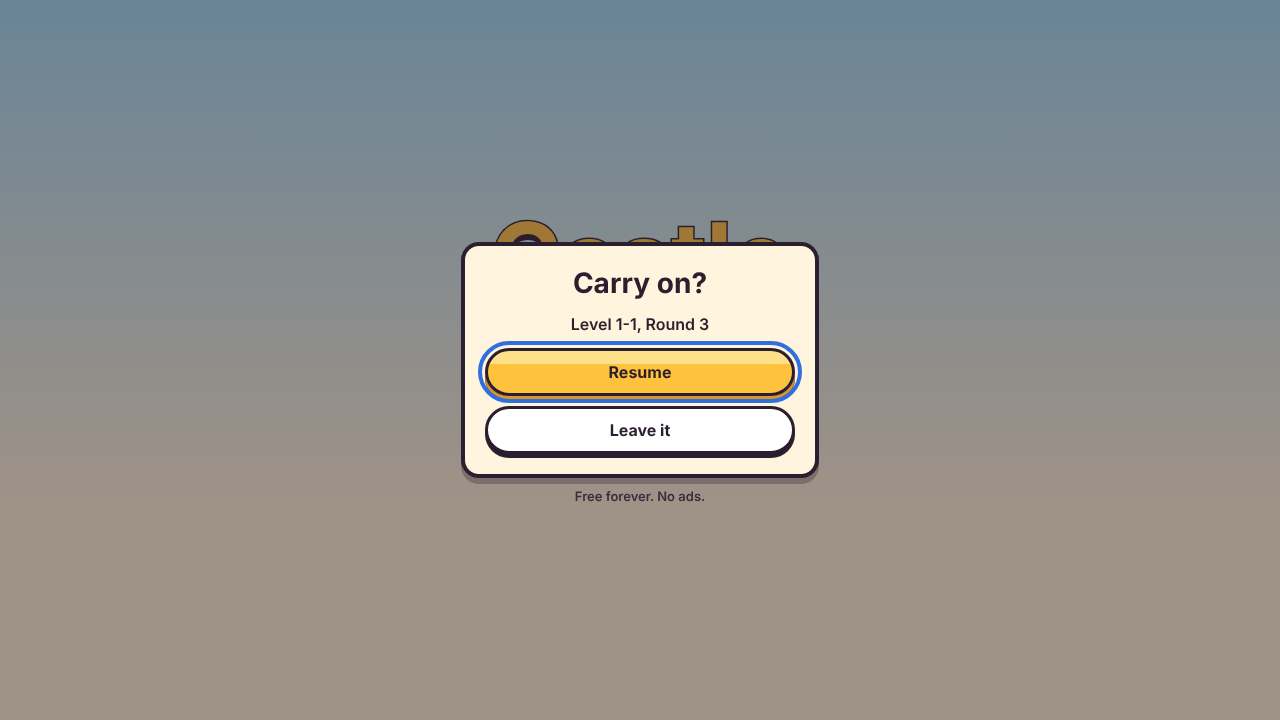 Carry on?
Level 1-1, Round 3
Resume
Leave it
Free forever. No ads.